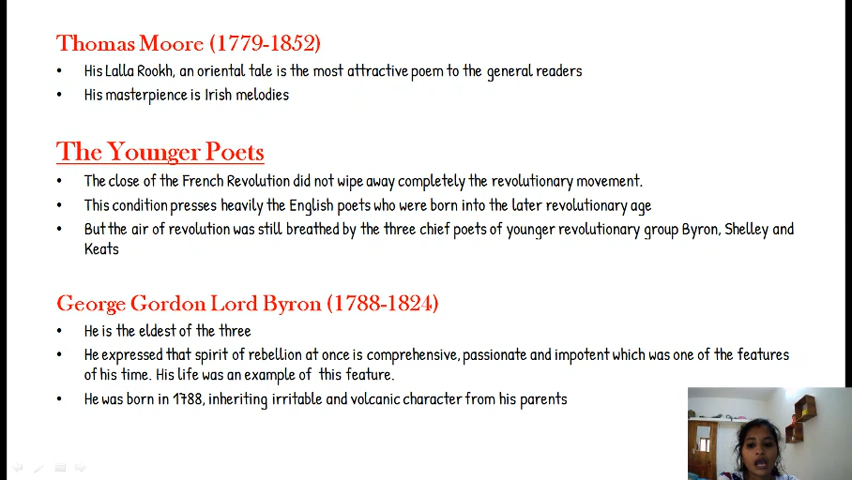 Thomas Moore (1779-1852)
• His Lalla Rookh, an oriental tale is the most attractive poem to the general readers
• His masterpience is Irish melodies
The Younger Poets
• The close of the French Revolution did not wipe away completely the revolutionary movement.
• This condition presses heavily the English poets who were born into the later revolutionary age
• But the air of revolution was still breathed by the three chief poets of younger revolutionary group Byron, Shelley and
Keats
George Gordon Lord Byron (1788-1824)
• He is the eldest of the three
• He expressed that spirit of rebellion at once is comprehensive, passionate and impotent which was one of the features
of his time. His life was an example of this feature.
• He was born in 1788, inheriting irritable and volcanic character from his parents